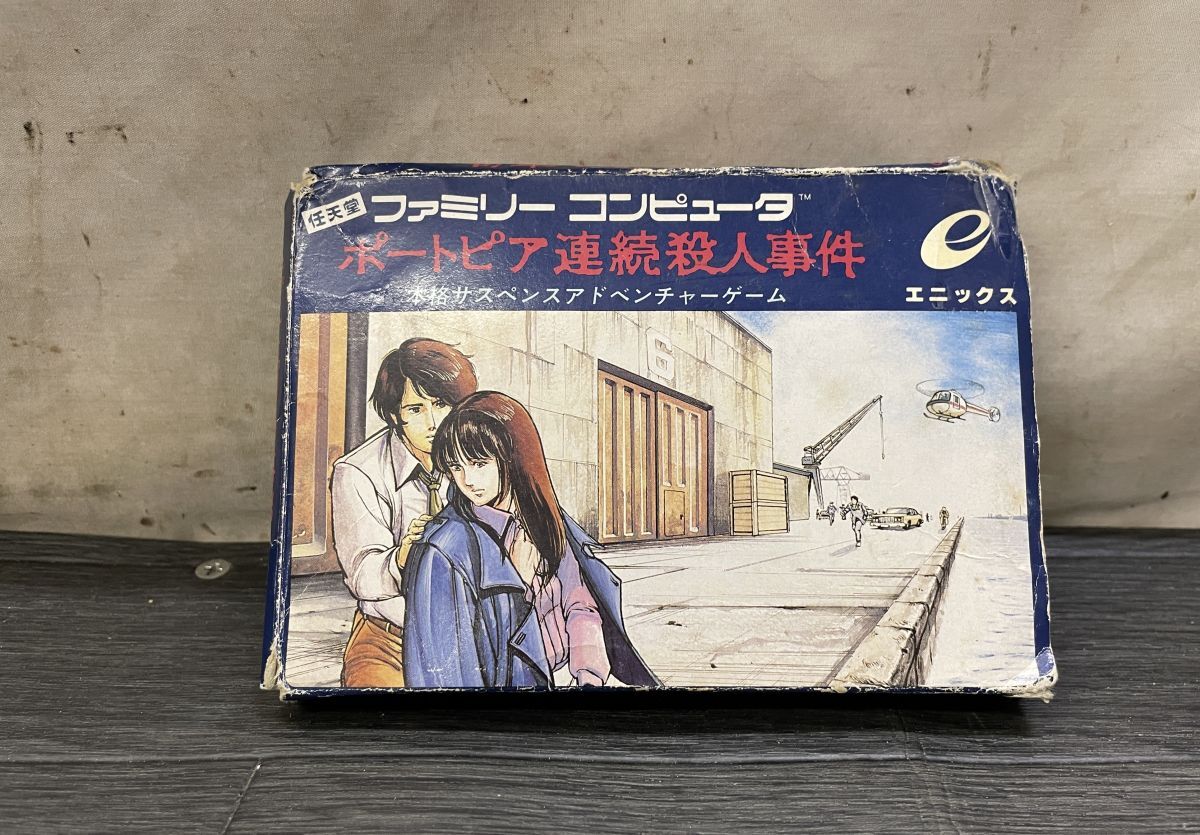 任天堂 ファミリー コンピュータ™
ポートピア連続殺人事件
本格サスペンスアドベンチャーゲーム
e
エニックス
6